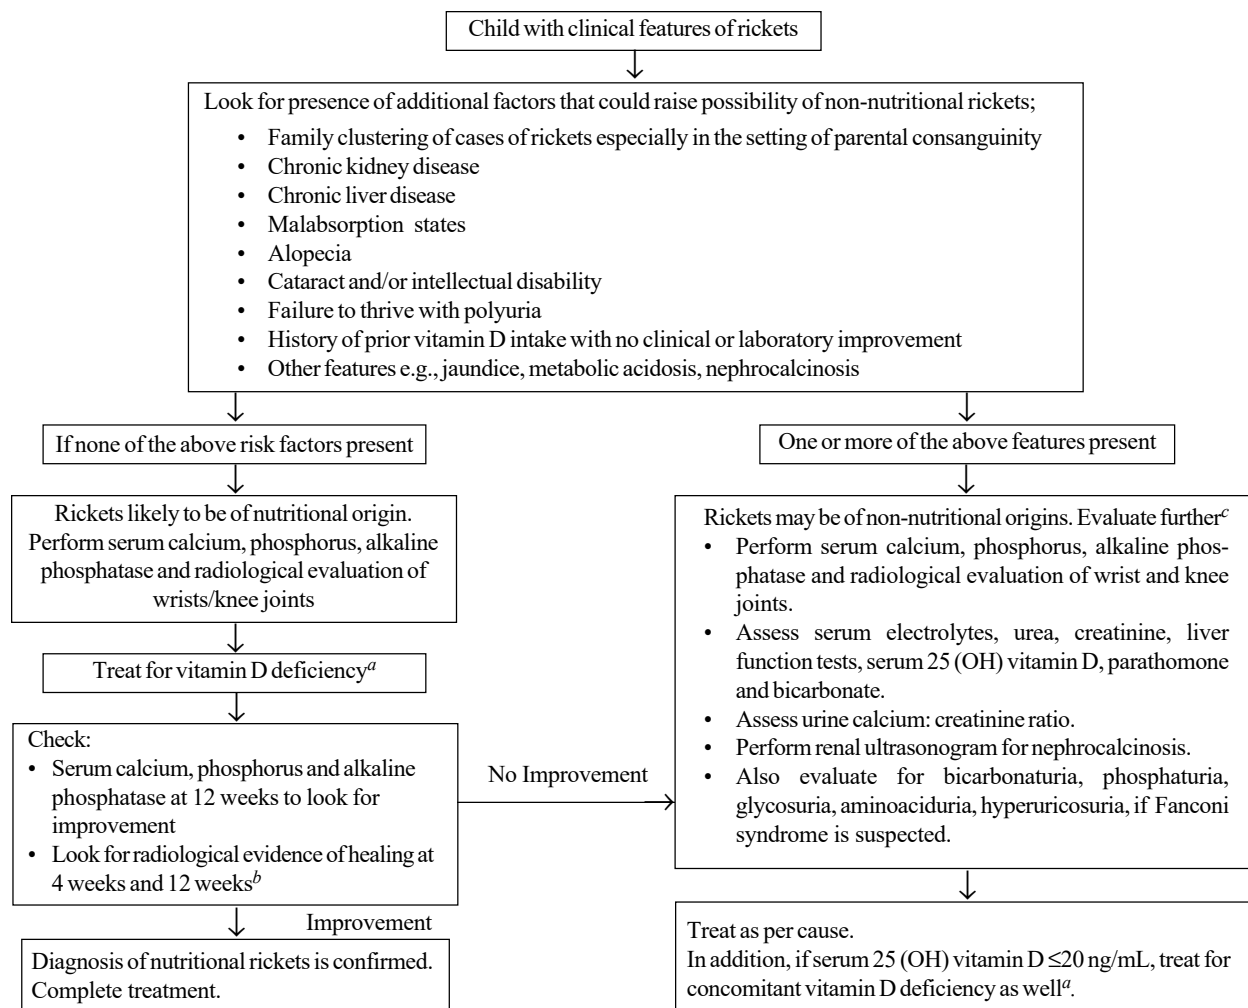 Child with clinical features of rickets
Look for presence of additional factors that could raise possibility of non-nutritional rickets;
• Family clustering of cases of rickets especially in the setting of parental consanguinity
• Chronic kidney disease
• Chronic liver disease
• Malabsorption states
• Alopecia
• Cataract and/or intellectual disability
• Failure to thrive with polyuria
• History of prior vitamin D intake with no clinical or laboratory improvement
• Other features e.g., jaundice, metabolic acidosis, nephrocalcinosis
If none of the above risk factors present
Rickets likely to be of nutritional origin.
Perform serum calcium, phosphorus, alkaline
phosphatase and radiological evaluation of
wrists/knee joints
Treat for vitamin D deficiencyᵃ
Check:
• Serum calcium, phosphorus and alkaline
phosphatase at 12 weeks to look for
improvement
• Look for radiological evidence of healing at
4 weeks and 12 weeksᵇ
Improvement
Diagnosis of nutritional rickets is confirmed.
Complete treatment.
No Improvement
One or more of the above features present
Rickets may be of non-nutritional origins. Evaluate furtherᶜ
• Perform serum calcium, phosphorus, alkaline phos-
phatase and radiological evaluation of wrist and knee
joints.
• Assess serum electrolytes, urea, creatinine, liver
function tests, serum 25 (OH) vitamin D, parathomone
and bicarbonate.
• Assess urine calcium: creatinine ratio.
• Perform renal ultrasonogram for nephrocalcinosis.
• Also evaluate for bicarbonaturia, phosphaturia,
glycosuria, aminoaciduria, hyperuricosuria, if Fanconi
syndrome is suspected.
Treat as per cause.
In addition, if serum 25 (OH) vitamin D ≤20 ng/mL, treat for
concomitant vitamin D deficiency as wellᵃ.